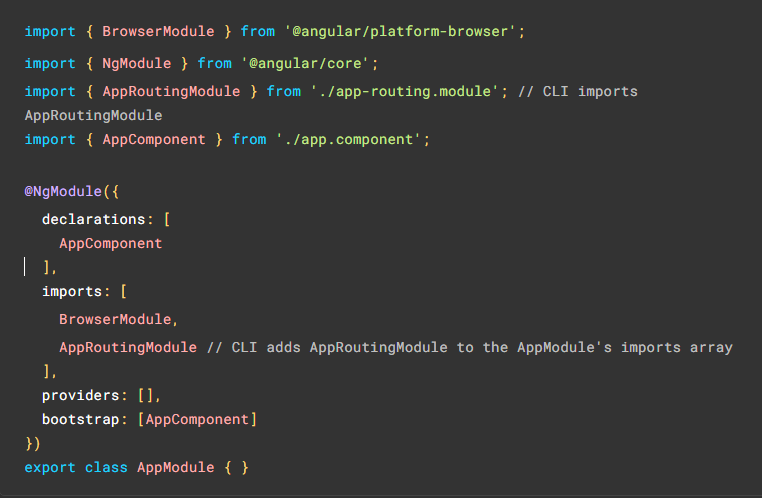 import { BrowserModule } from '@angular/platform-browser';
import { NgModule } from '@angular/core';
import { AppRoutingModule } from './app-routing.module'; // CLI imports
AppRoutingModule
import { AppComponent } from './app.component';

@NgModule({
  declarations: [
    AppComponent
  ],
  imports: [
    BrowserModule,
    AppRoutingModule // CLI adds AppRoutingModule to the AppModule's imports array
  ],
  providers: [],
  bootstrap: [AppComponent]
})
export class AppModule { }